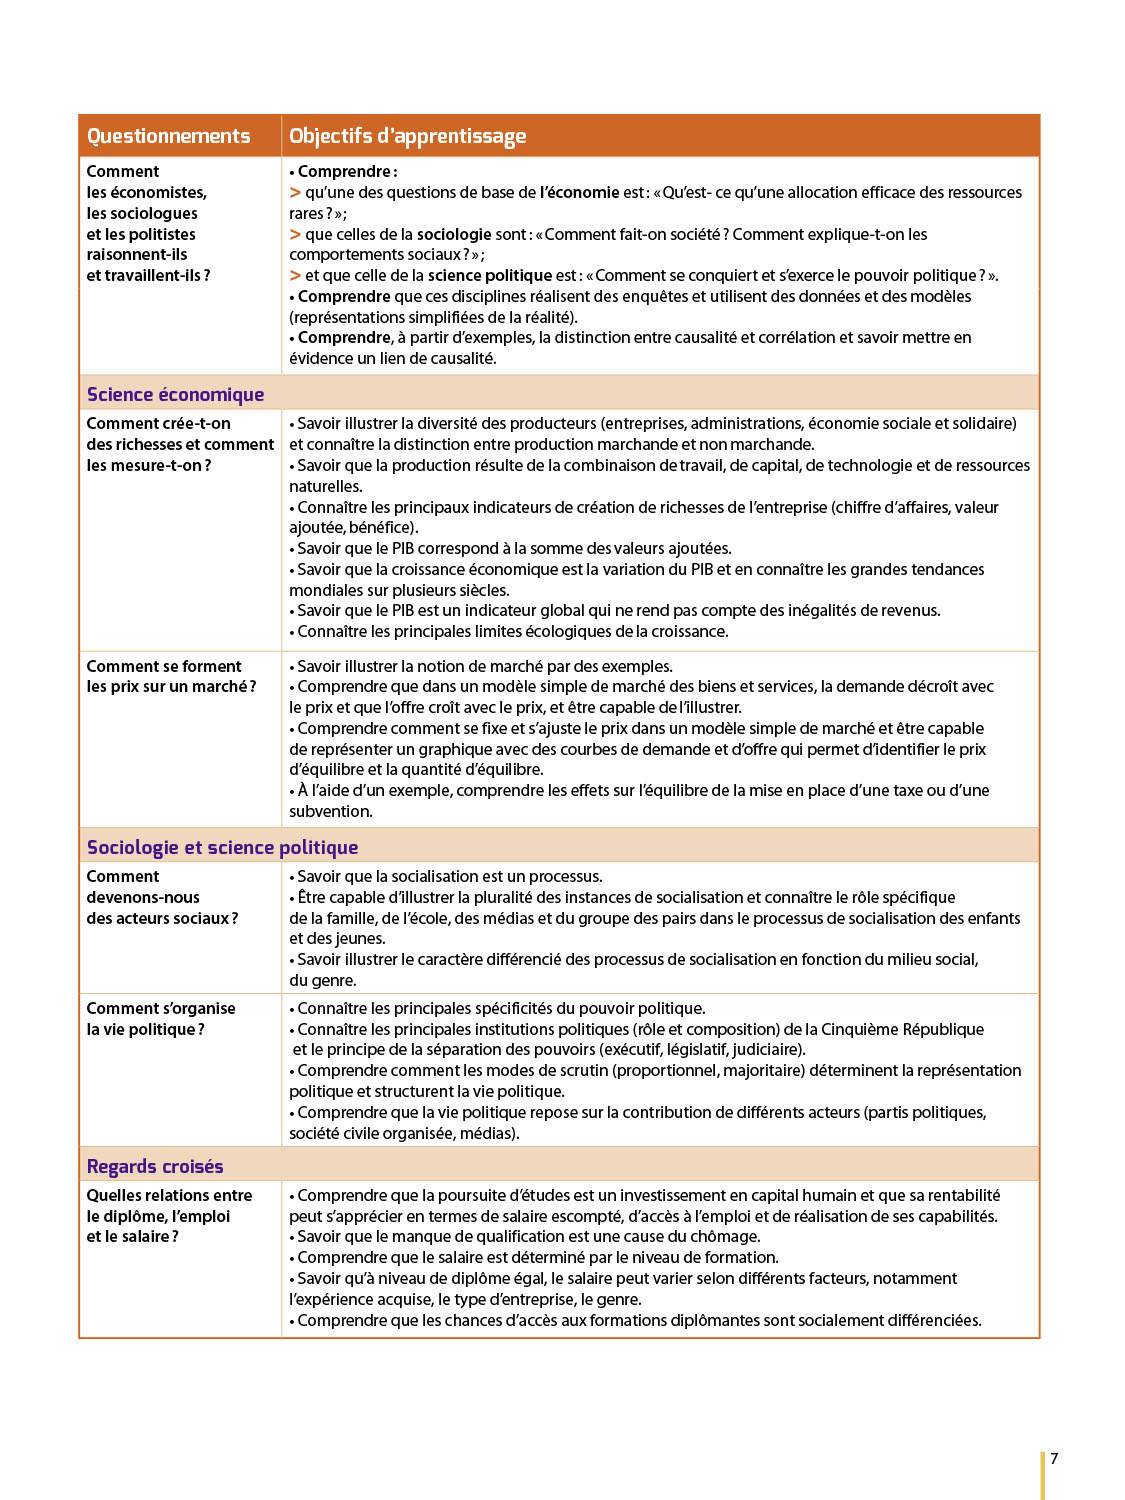 Questionnements
Objectifs d'apprentissage
Comment
les économistes,
les sociologues
et les politistes
raisonnent-ils
et travaillent-ils ?
• Comprendre :
> qu'une des questions de base de l'économie est : « Qu'est- ce qu'une allocation efficace des ressources
rares ? » ;
> que celles de la sociologie sont : « Comment fait-on société ? Comment explique-t-on les
comportements sociaux ? » ;
> et que celle de la science politique est : « Comment se conquiert et s'exerce le pouvoir politique ? ».
• Comprendre que ces disciplines réalisent des enquêtes et utilisent des données et des modèles
(représentations simplifiées de la réalité).
• Comprendre, à partir d'exemples, la distinction entre causalité et corrélation et savoir mettre en
évidence un lien de causalité.
Science économique
Comment crée-t-on
des richesses et comment
les mesure-t-on ?
• Savoir illustrer la diversité des producteurs (entreprises, administrations, économie sociale et solidaire)
et connaître la distinction entre production marchande et non marchande.
• Savoir que la production résulte de la combinaison de travail, de capital, de technologie et de ressources
naturelles.
• Connaître les principaux indicateurs de création de richesses de l'entreprise (chiffre d'affaires, valeur
ajoutée, bénéfice).
• Savoir que le PIB correspond à la somme des valeurs ajoutées.
• Savoir que la croissance économique est la variation du PIB et en connaître les grandes tendances
mondiales sur plusieurs siècles.
• Savoir que le PIB est un indicateur global qui ne rend pas compte des inégalités de revenus.
• Connaître les principales limites écologiques de la croissance.
Comment se forment
les prix sur un marché ?
• Savoir illustrer la notion de marché par des exemples.
• Comprendre que dans un modèle simple de marché des biens et services, la demande décroît avec
le prix et que l'offre croît avec le prix, et être capable de l'illustrer.
• Comprendre comment se fixe et s'ajuste le prix dans un modèle simple de marché et être capable
de représenter un graphique avec des courbes de demande et d'offre qui permet d'identifier le prix
d'équilibre et la quantité d'équilibre.
• À l'aide d'un exemple, comprendre les effets sur l'équilibre de la mise en place d'une taxe ou d'une
subvention.
Sociologie et science politique
Comment
devenons-nous
des acteurs sociaux ?
• Savoir que la socialisation est un processus.
• Être capable d'illustrer la pluralité des instances de socialisation et connaître le rôle spécifique
de la famille, de l'école, des médias et du groupe des pairs dans le processus de socialisation des enfants
et des jeunes.
• Savoir illustrer le caractère différencié des processus de socialisation en fonction du milieu social,
du genre.
Comment s'organise
la vie politique ?
• Connaître les principales spécificités du pouvoir politique.
• Connaître les principales institutions politiques (rôle et composition) de la Cinquième République
et le principe de la séparation des pouvoirs (exécutif, législatif, judiciaire).
• Comprendre comment les modes de scrutin (proportionnel, majoritaire) déterminent la représentation
politique et structurent la vie politique.
• Comprendre que la vie politique repose sur la contribution de différents acteurs (partis politiques,
société civile organisée, médias).
Regards croisés
Quelles relations entre
le diplôme, l'emploi
et le salaire ?
• Comprendre que la poursuite d'études est un investissement en capital humain et que sa rentabilité
peut s'apprécier en termes de salaire escompté, d'accès à l'emploi et de réalisation de ses capabilités.
• Savoir que le manque de qualification est une cause du chômage.
• Comprendre que le salaire est déterminé par le niveau de formation.
• Savoir qu'à niveau de diplôme égal, le salaire peut varier selon différents facteurs, notamment
l'expérience acquise, le type d'entreprise, le genre.
• Comprendre que les chances d'accès aux formations diplômantes sont socialement différenciées.
7